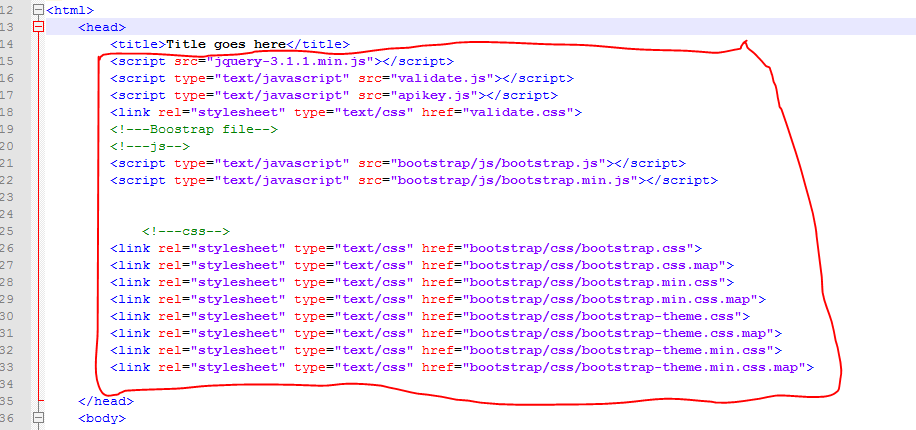 12 <html>
13 <head>
14 <title>Title goes here</title>
15 <script src="jquery-3.1.1.min.js"></script>
16 <script type="text/javascript" src="validate.js"></script>
17 <script type="text/javascript" src="apikey.js"></script>
18 <link rel="stylesheet" type="text/css" href="validate.css">
19 <!---Boostrap file-->
20 <!---js-->
21 <script type="text/javascript" src="bootstrap/js/bootstrap.js"></script>
22 <script type="text/javascript" src="bootstrap/js/bootstrap.min.js"></script>
23
24
25 <!---css-->
26 <link rel="stylesheet" type="text/css" href="bootstrap/css/bootstrap.css">
27 <link rel="stylesheet" type="text/css" href="bootstrap/css/bootstrap.css.map">
28 <link rel="stylesheet" type="text/css" href="bootstrap/css/bootstrap.min.css">
29 <link rel="stylesheet" type="text/css" href="bootstrap/css/bootstrap.min.css.map">
30 <link rel="stylesheet" type="text/css" href="bootstrap/css/bootstrap-theme.css">
31 <link rel="stylesheet" type="text/css" href="bootstrap/css/bootstrap-theme.css.map">
32 <link rel="stylesheet" type="text/css" href="bootstrap/css/bootstrap-theme.min.css">
33 <link rel="stylesheet" type="text/css" href="bootstrap/css/bootstrap-theme.min.css.map">
34
35 </head>
36 <body>